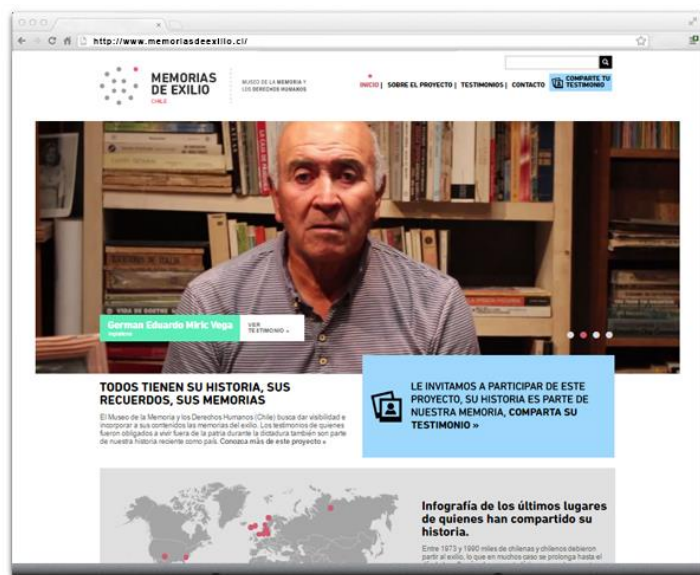 http://www.memoriasdeexilio.cl/
MEMORIAS
DE EXILIO
CHILE
MUSEO DE LA MEMORIA Y
LOS DERECHOS HUMANOS
INICIO | SOBRE EL PROYECTO | TESTIMONIOS | CONTACTO
COMPARTE TU
TESTIMONIO
German Eduardo Miric Vega
VER
TESTIMONIO »
TODOS TIENEN SU HISTORIA, SUS
RECUERDOS, SUS MEMORIAS
El Museo de la Memoria y los Derechos Humanos (Chile) busca dar visibilidad e
incorporar a sus contenidos las memorias del exilio. Los testimonios de quienes
fueron obligados a vivir fuera de la patria durante la dictadura también son parte
de nuestra historia reciente como país. Conozca más de este proyecto »
LE INVITAMOS A PARTICIPAR DE ESTE
PROYECTO, SU HISTORIA ES PARTE DE
NUESTRA MEMORIA, COMPARTA SU
TESTIMONIO »
Infografía de los últimos lugares
de quienes han compartido su
historia.
Entre 1973 y 1990 miles de chilenas y chilenos debieron
partir al exilio, lo que en muchos caso se prolonga hasta el